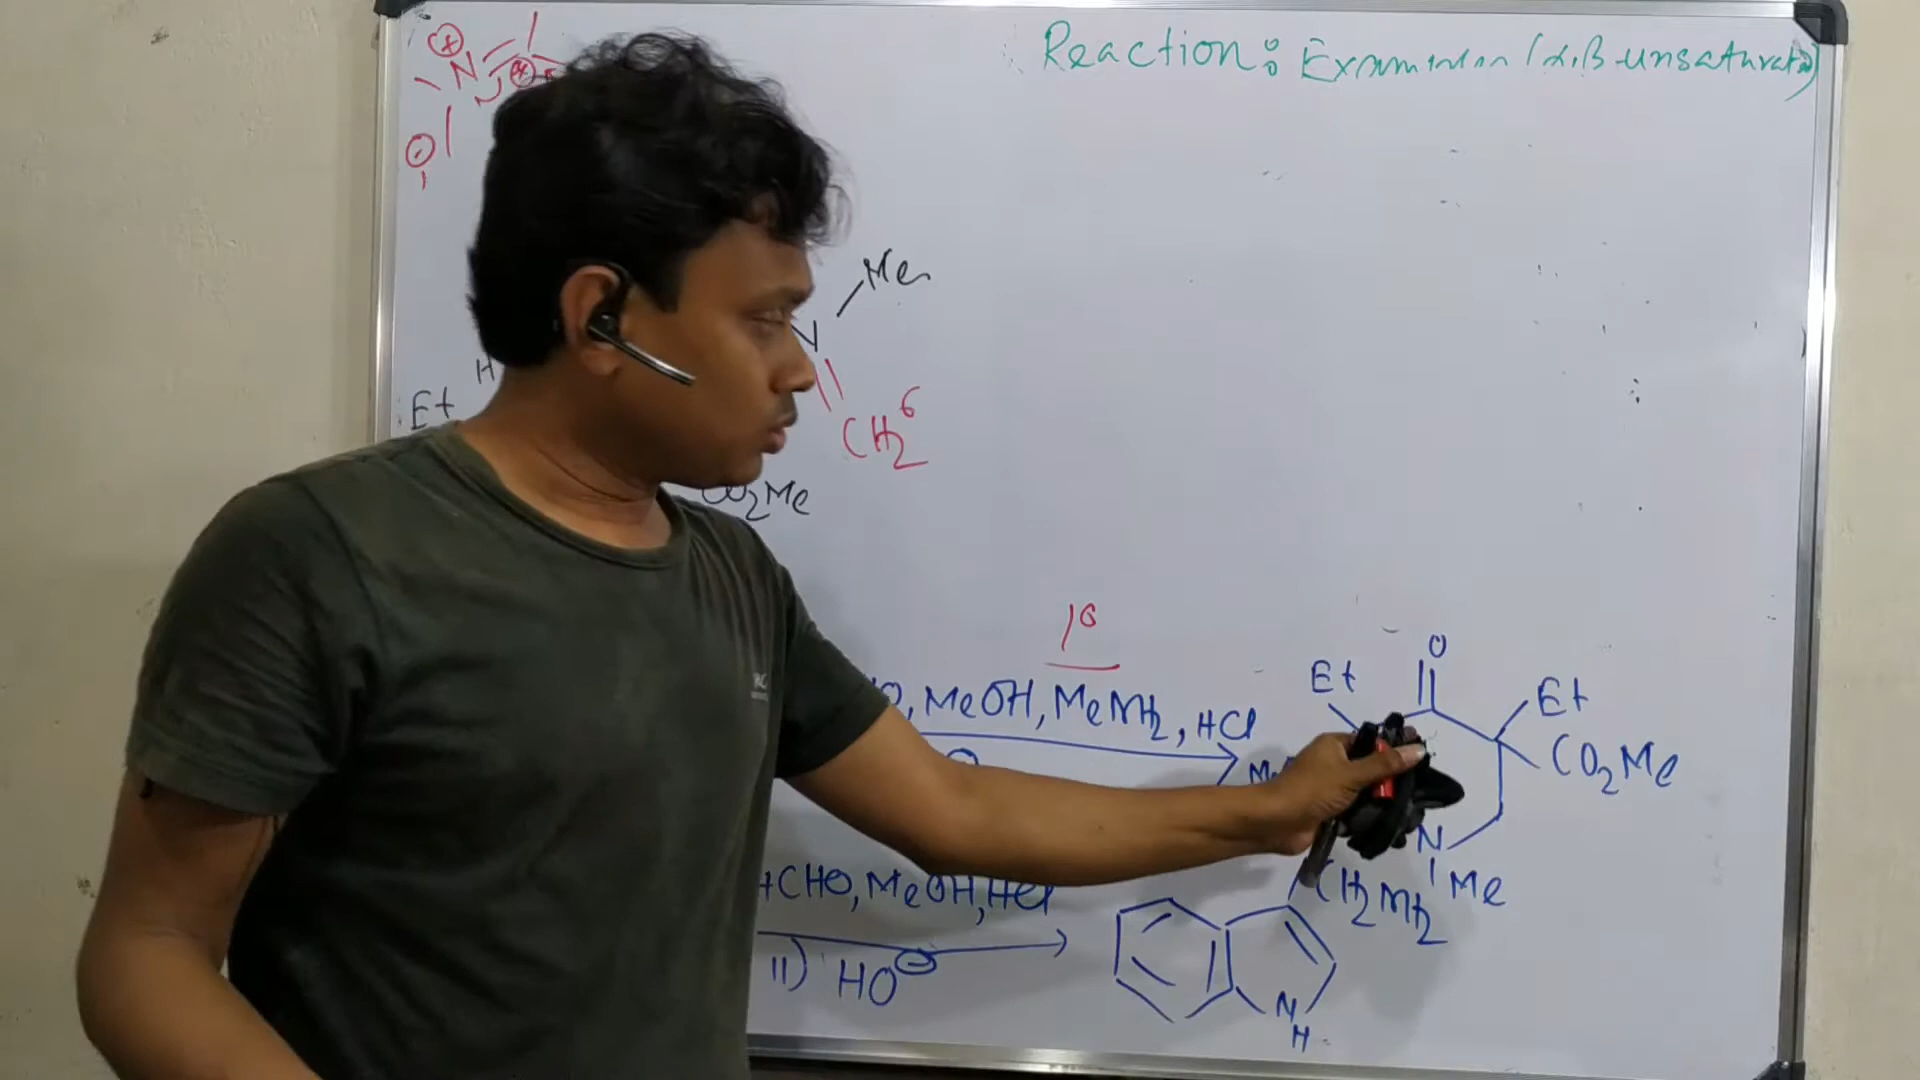 Reaction:
(α,β-unsaturated)
⊕
N
⊖
Me
N
H
CH2 6
Et
CO2Me
1°
O
Et
Et
, MeOH, MeNH2, HCl
CO2Me
N
Me
HCHO, MeOH, HCl
CH2NH2
ii) HO⊖
N
H